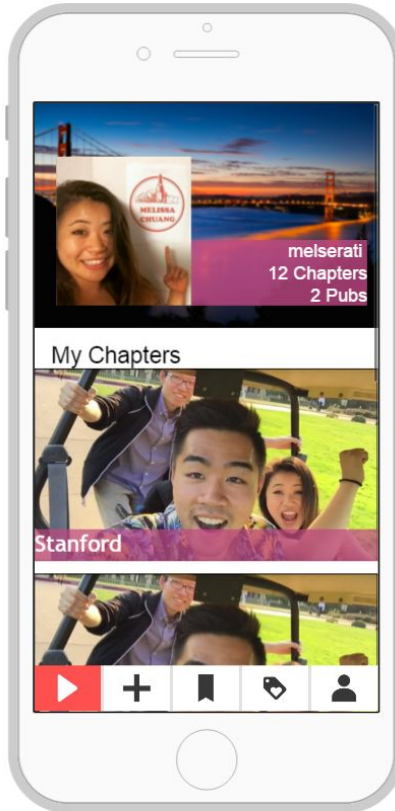 MELISSA
CHUANG
melserati
12 Chapters
2 Pubs
My Chapters
Stanford